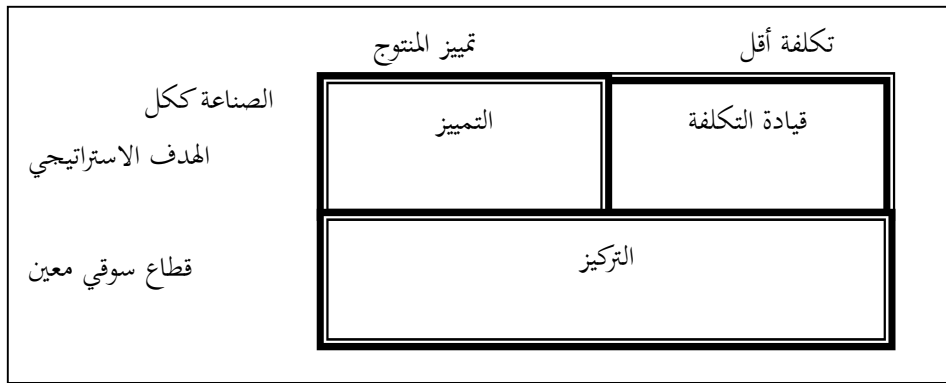 تكلفة أقل
تمييز المنتوج
الصناعة ككل
قيادة التكلفة
التمييز
الهدف الاستراتيجي
التركيز
قطاع سوقي معين